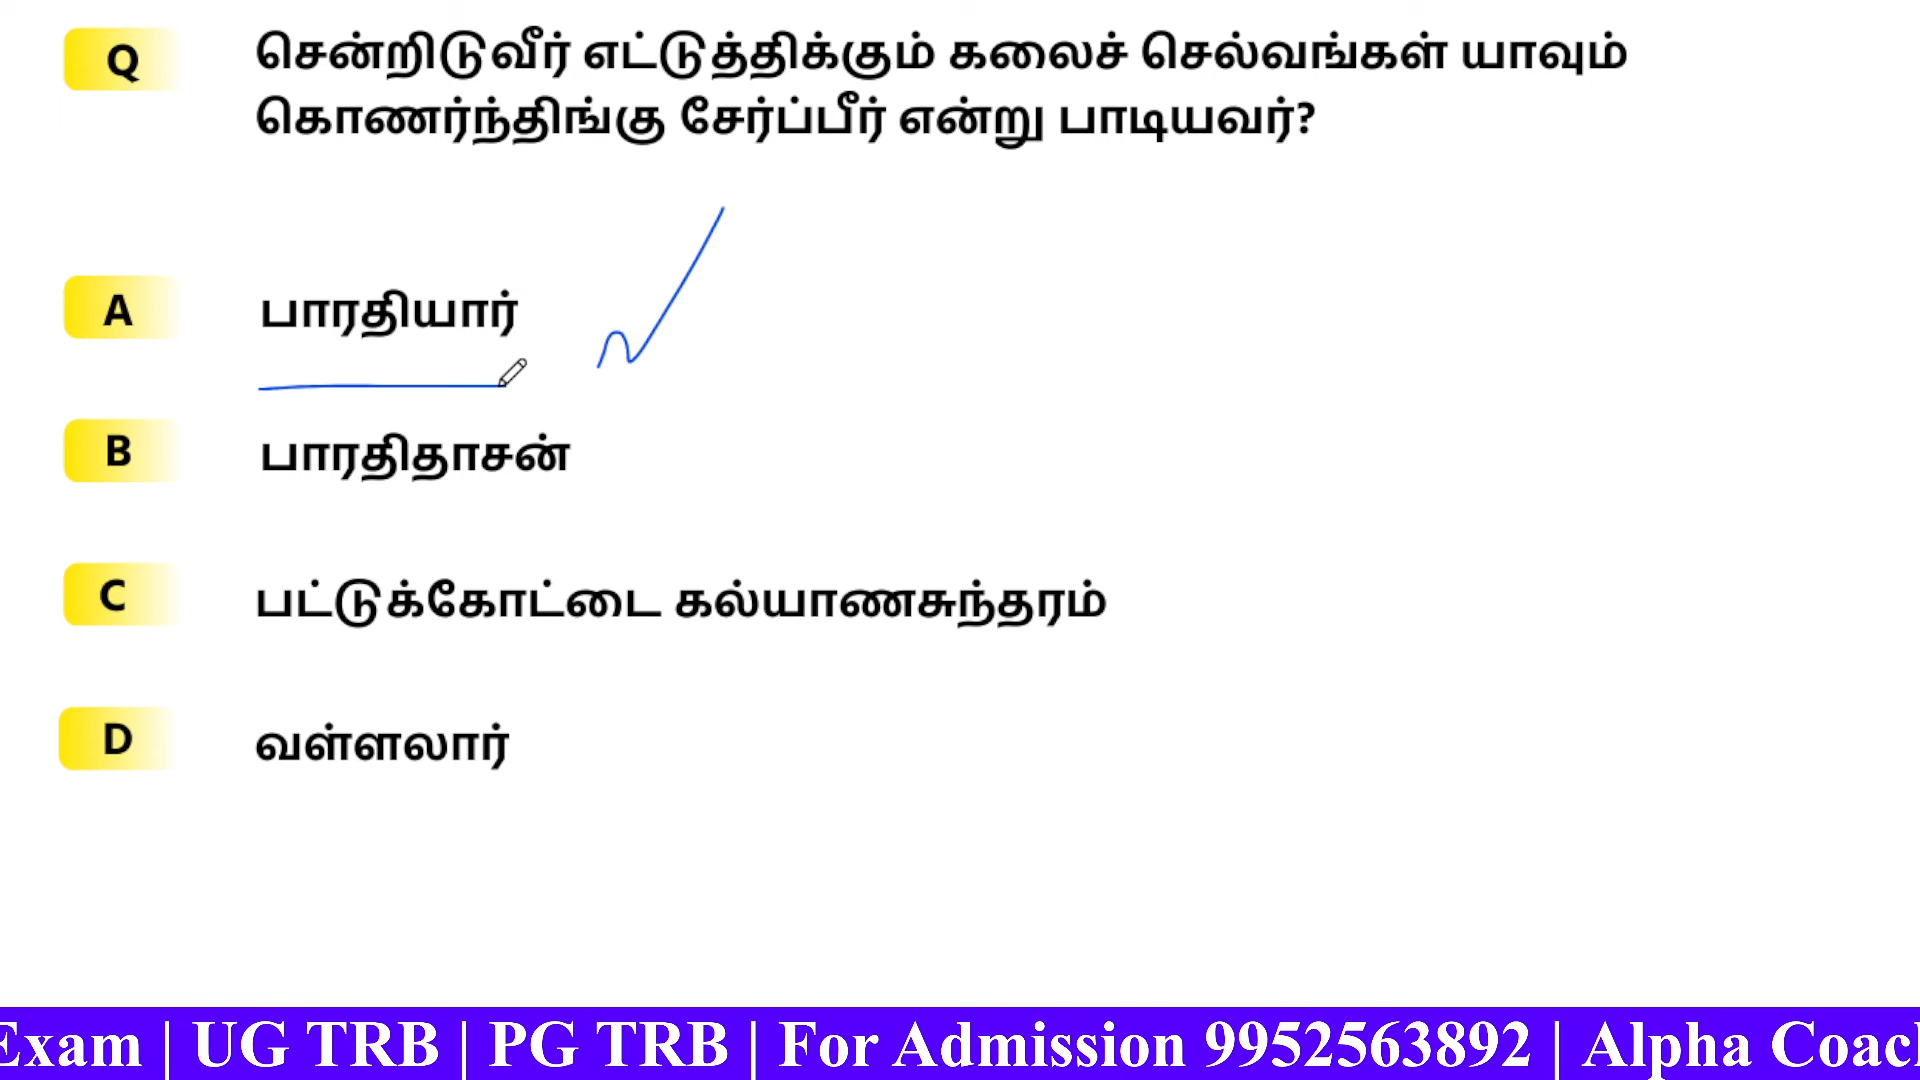 Q சென்றிடுவீர் எட்டுத்திக்கும் கலைச் செல்வங்கள் யாவும்
கொணர்ந்திங்கு சேர்ப்பீர் என்று பாடியவர்?
A பாரதியார்
B பாரதிதாசன்
C பட்டுக்கோட்டை கல்யாணசுந்தரம்
D வள்ளலார்
Exam | UG TRB | PG TRB | For Admission 9952563892 | Alpha Coach